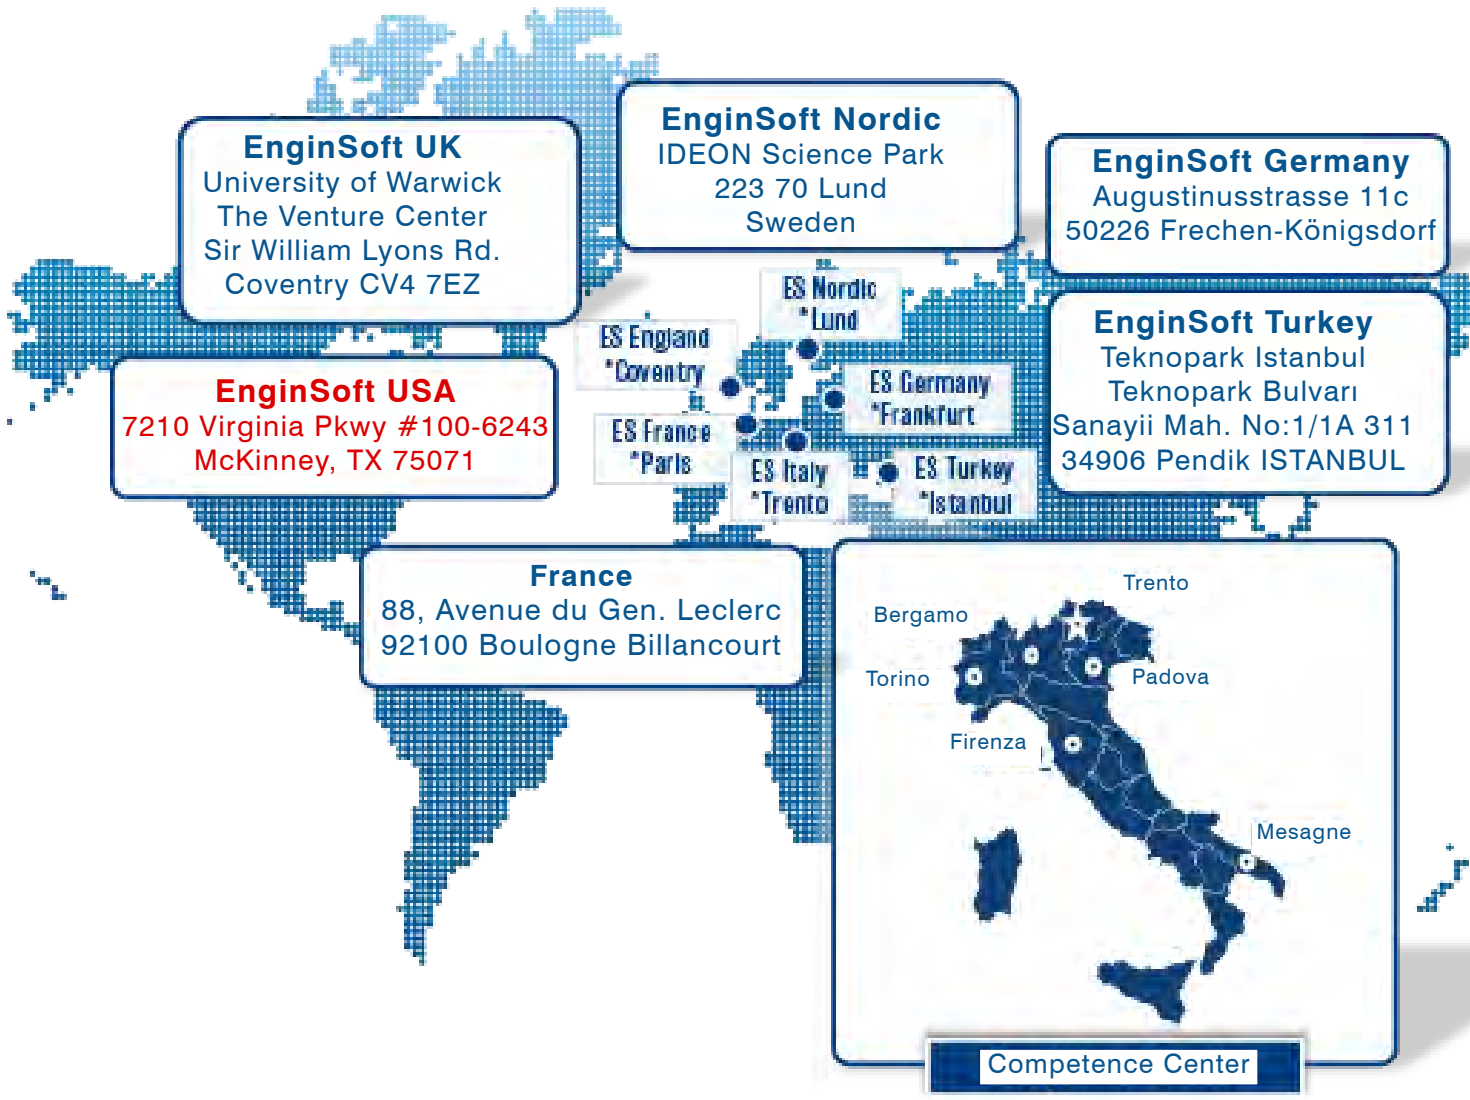 EnginSoft UK
University of Warwick
The Venture Center
Sir William Lyons Rd.
Coventry CV4 7EZ
EnginSoft Nordic
IDEON Science Park
223 70 Lund
Sweden
EnginSoft Germany
Augustinusstrasse 11c
50226 Frechen-Königsdorf
EnginSoft USA
7210 Virginia Pkwy #100-6243
McKinney, TX 75071
ES Nordic
*Lund
ES England
*Coventry
ES Germany
*Frankfurt
ES France
*Paris
ES Italy
*Trento
ES Turkey
*Istanbul
EnginSoft Turkey
Teknopark Istanbul
Teknopark Bulvarı
Sanayii Mah. No:1/1A 311
34906 Pendik ISTANBUL
France
88, Avenue du Gen. Leclerc
92100 Boulogne Billancourt
Trento
Bergamo
Torino
Padova
Firenza
Mesagne
Competence Center